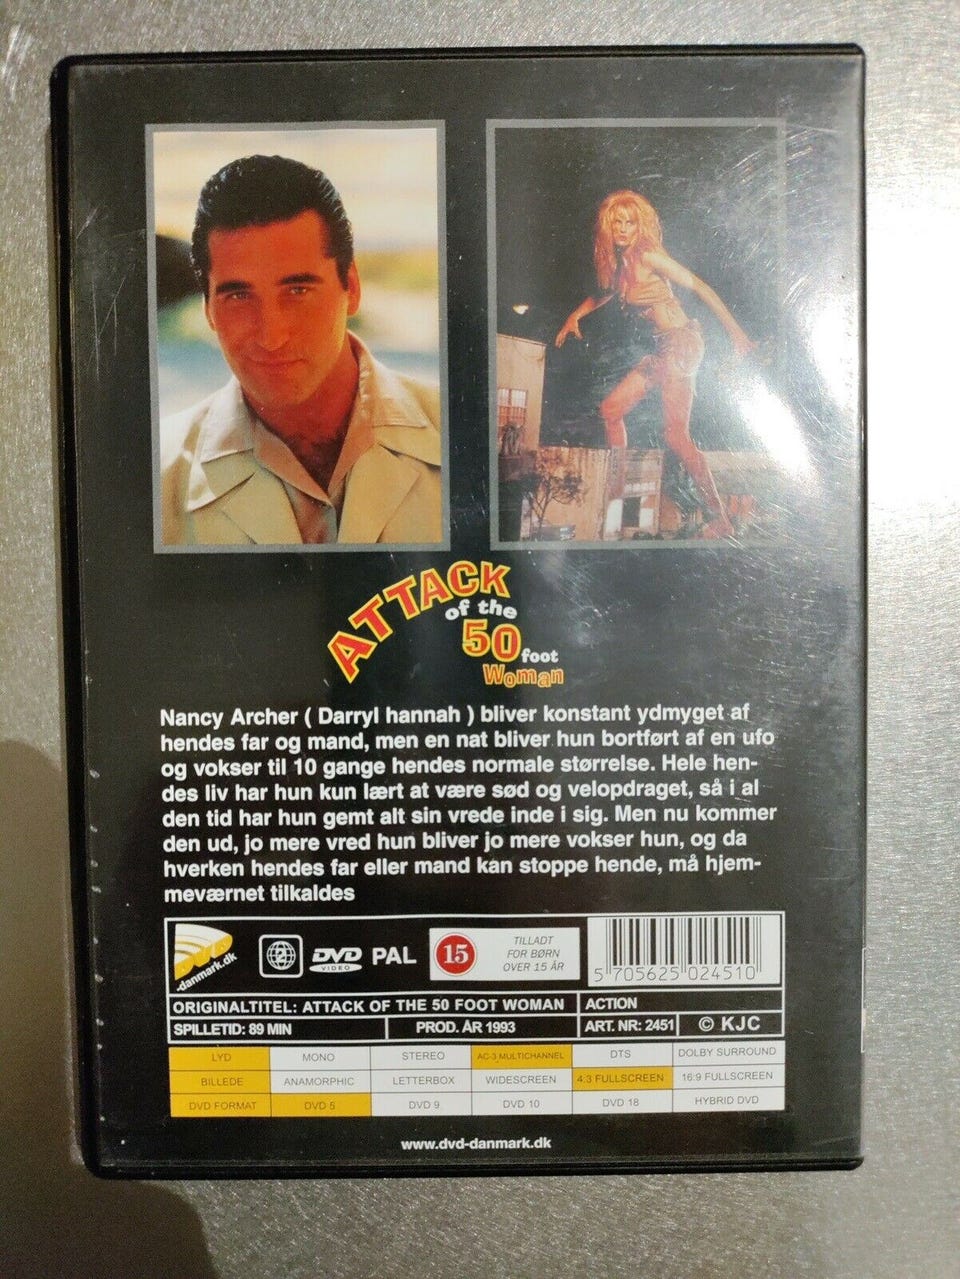 ATTACK
of the
50
foot
Woman
Nancy Archer ( Darryl hannah ) bliver konstant ydmyget af
hendes far og mand, men en nat bliver hun bortført af en ufo
og vokser til 10 gange hendes normale størrelse. Hele hen-
des liv har hun kun lært at være sød og velopdraget, så i al
den tid har hun gemt alt sin vrede inde i sig. Men nu kommer
den ud, jo mere vred hun bliver jo mere vokser hun, og da
hverken hendes far eller mand kan stoppe hende, må hjem-
meværnet tilkaldes
DVD
-danmark.dk
2
DVD
VIDEO
PAL
15
TILLADT
FOR BØRN
OVER 15 ÅR
5 705625 024510
ORIGINALTITEL: ATTACK OF THE 50 FOOT WOMAN ACTION
SPILLETID: 89 MIN PROD. ÅR 1993 ART. NR: 2451 © KJC
LYD MONO STEREO AC-3 MULTICHANNEL DTS DOLBY SURROUND
BILLEDE ANAMORPHIC LETTERBOX WIDESCREEN 4:3 FULLSCREEN 16:9 FULLSCREEN
DVD FORMAT DVD 5 DVD 9 DVD 10 DVD 18 HYBRID DVD
www.dvd-danmark.dk